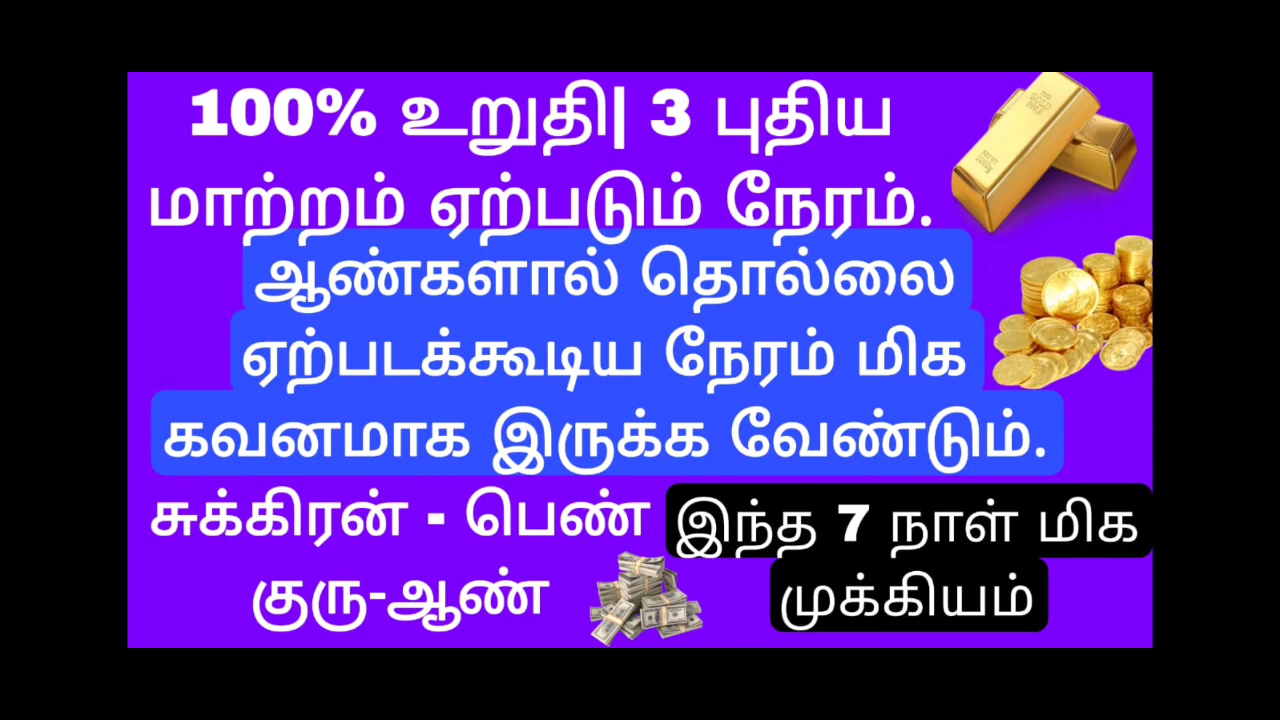 100% உறுதி| 3 புதிய
மாற்றம் ஏற்படும் நேரம்.
ஆண்களால் தொல்லை
ஏற்படக்கூடிய நேரம் மிக
கவனமாக இருக்க வேண்டும்.
சுக்கிரன் - பெண்
குரு-ஆண்
இந்த 7 நாள் மிக
முக்கியம்